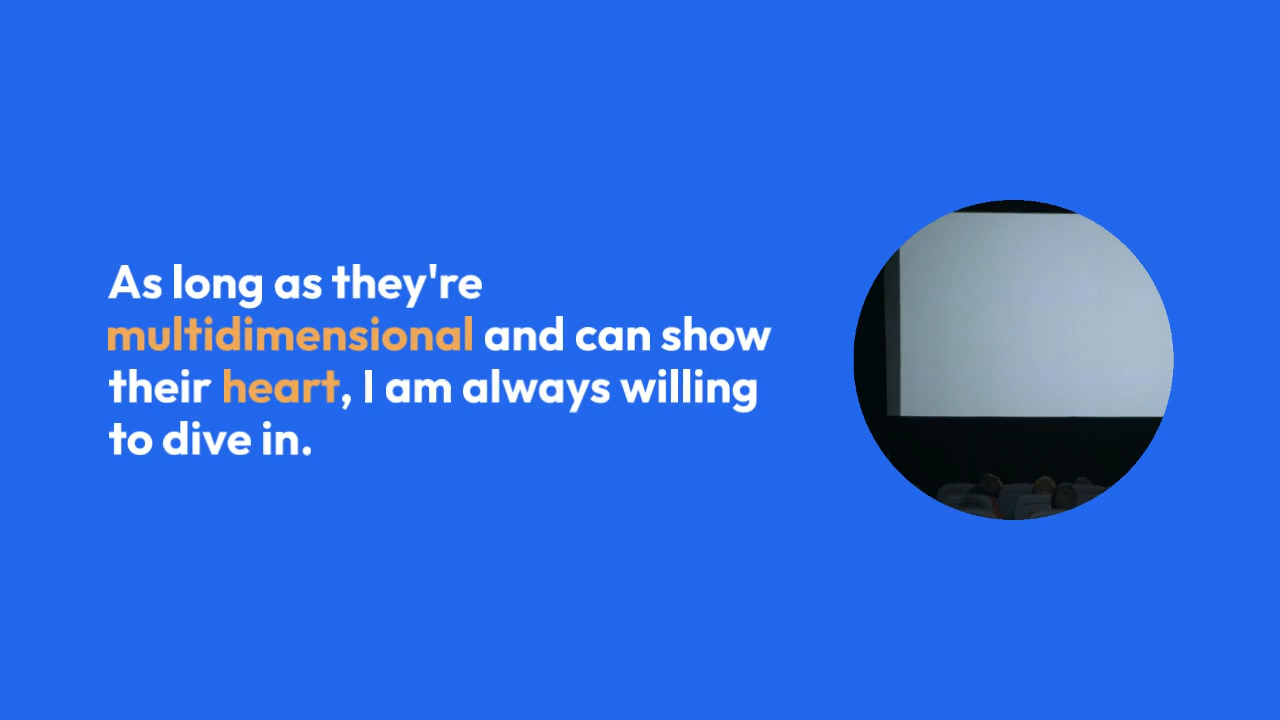 As long as they're
multidimensional and can show
their heart, I am always willing
to dive in.